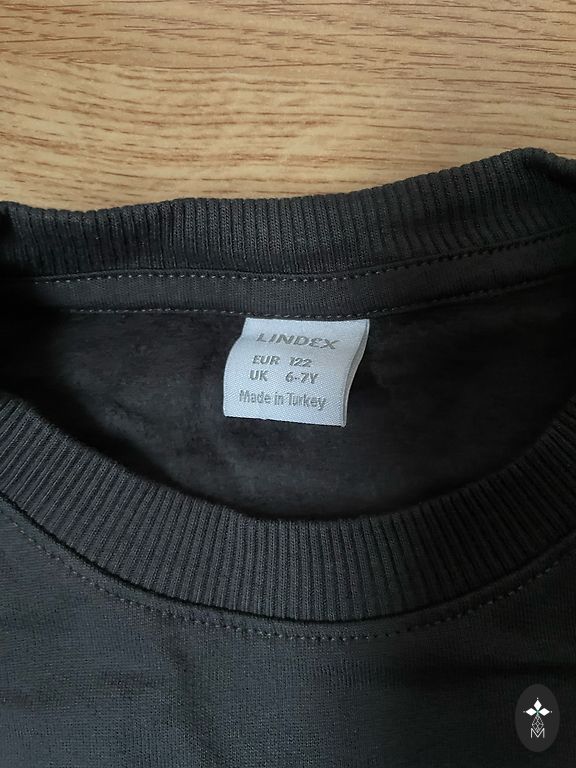 LINDEX
EUR 122
UK 6-7Y
Made in Turkey
M